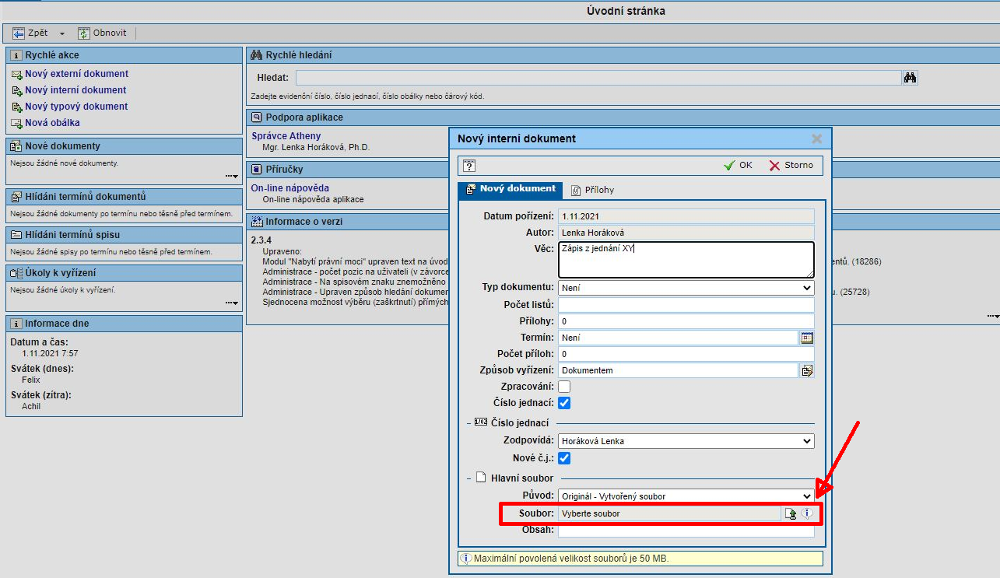 Úvodní stránka
Zpět Obnovit
Rychlé akce
Nový externí dokument
Nový interní dokument
Nový typový dokument
Nová obálka
Nové dokumenty
Nejsou žádné nové dokumenty.
Hlídáni termínů dokumentů
Nejsou žádné dokumenty po termínu nebo těsně před termínem.
Hlídáni termínů spisu
Nejsou žádné spisy po termínu nebo těsně před termínem.
Úkoly k vyřízení
Nejsou žádné úkoly k vyřízení.
Informace dne
Datum a čas:
1.11.2021 7:57
Svátek (dnes):
Felix
Svátek (zítra):
Achil
Rychlé hledání
Hledat:
Zadejte evidenční číslo, číslo jednací, číslo obálky nebo čárový kód.
Podpora aplikace
Správce Atheny
Mgr. Lenka Horáková, Ph.D.
Příručky
On-line nápověda
On-line nápověda aplikace
Informace o verzi
2.3.4
Upraveno:
Modul "Nabytí právní moci" upraven text na úvod
Administrace - počet pozic na uživateli (v závorce
Administrace - Na spisovém znaku znemožněno
Administrace - Upraven způsob hledání dokumen
Sjednocena možnost výběru (zaškrtnutí) přímých
entů. (18286)
u. (25728)
Nový interní dokument
? OK Storno
Nový dokument Přílohy
Datum pořízení: 1.11.2021
Autor: Lenka Horáková
Věc: Zápis z jednání XY
Typ dokumentu: Není
Počet listů:
Přílohy: 0
Termín: Není
Počet příloh: 0
Způsob vyřízení: Dokumentem
Zpracování:
Číslo jednací:
1/02 Číslo jednací
Zodpovídá: Horáková Lenka
Nové č.j.:
Hlavní soubor
Původ: Originál - Vytvořený soubor
Soubor: Vyberte soubor
Obsah:
Maximální povolená velikost souborů je 50 MB.